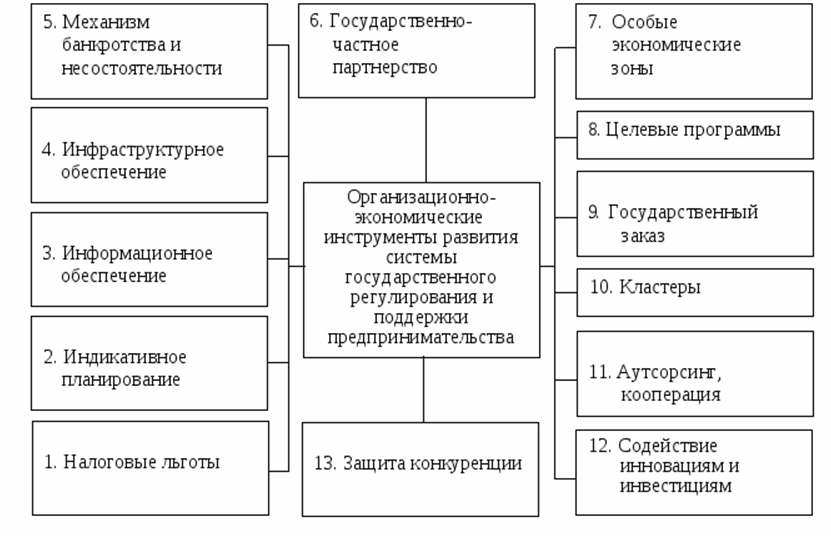 5. Механизм
банкротства и
несостоятельности
4. Инфраструктурное
обеспечение
3. Информационное
обеспечение
2. Индикативное
планирование
1. Налоговые льготы
6. Государственно-
частное
партнерство
Организационно-
экономические
инструменты развития
системы
государственного
регулирования и
поддержки
предпринимательства
13. Защита конкуренции
7. Особые
экономические
зоны
8. Целевые программы
9. Государственный
заказ
10. Кластеры
11. Аутсорсинг,
кооперация
12. Содействие
инновациям и
инвестициям